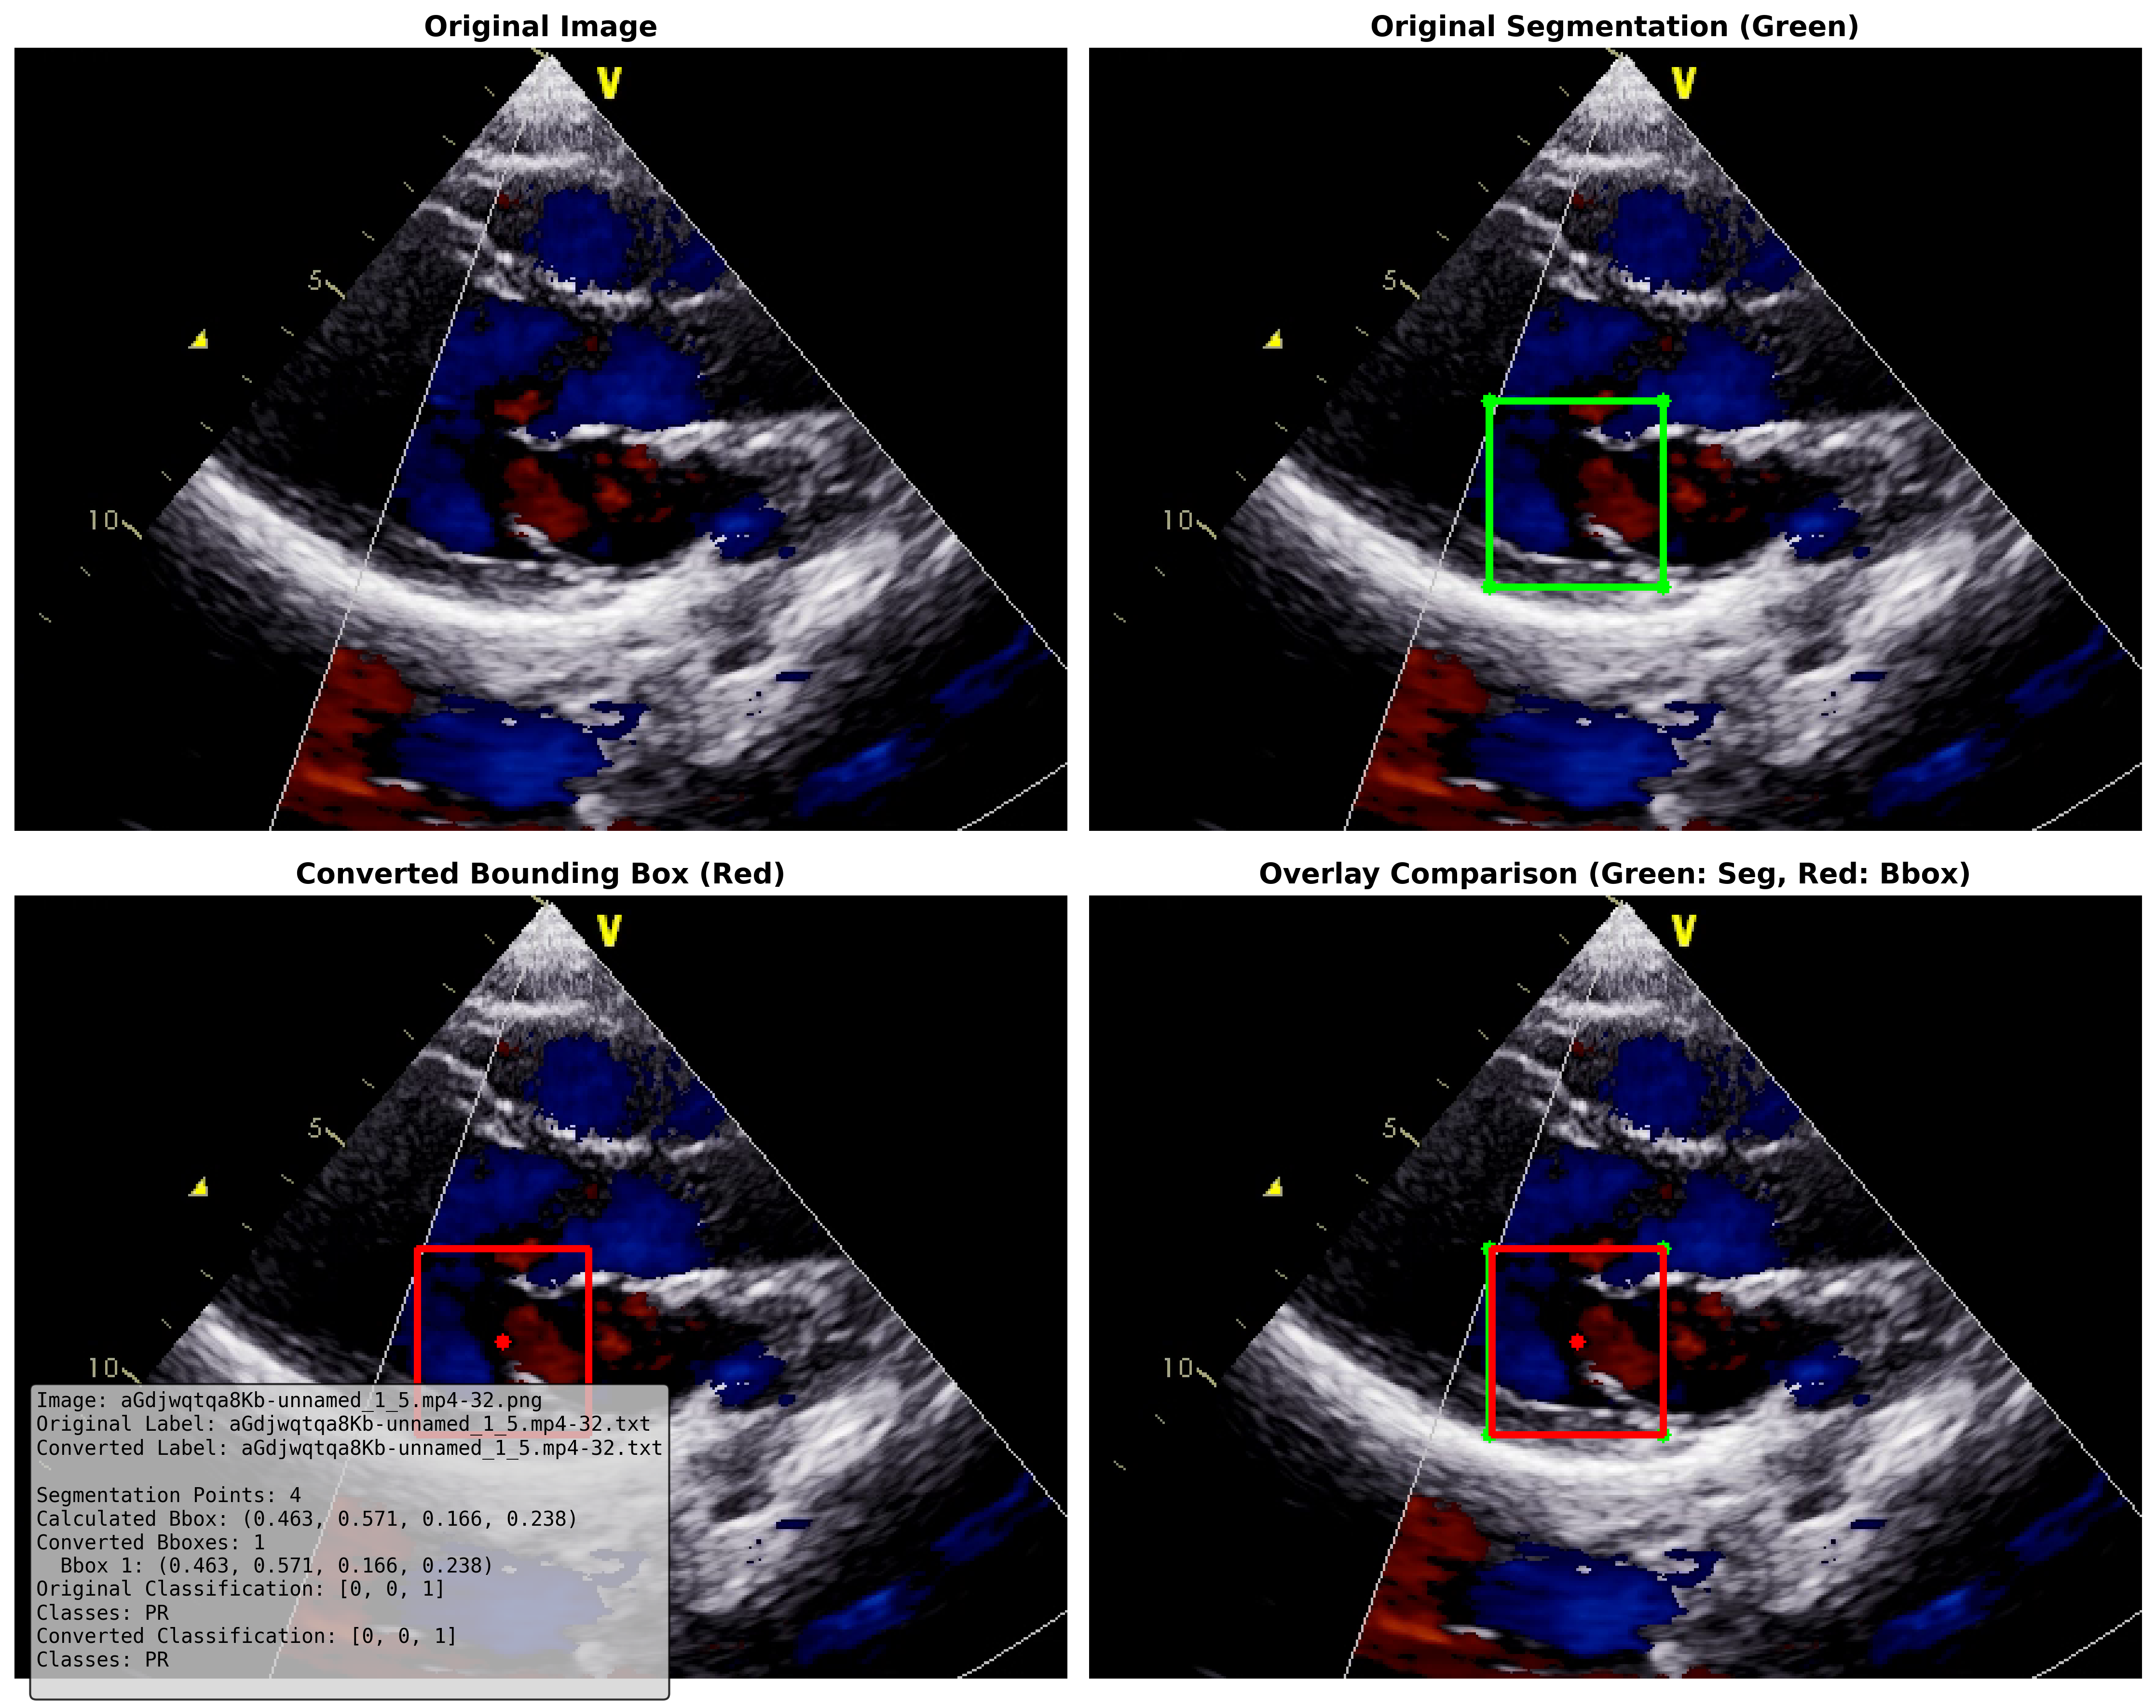 Original Image
Original Segmentation (Green)
V
5
10
V
5
10
Converted Bounding Box (Red)
Overlay Comparison (Green: Seg, Red: Bbox)
V
5
10
Image: aGdjwqtqa8Kb-unnamed_1_5.mp4-32.png
Original Label: aGdjwqtqa8Kb-unnamed_1_5.mp4-32.txt
Converted Label: aGdjwqtqa8Kb-unnamed_1_5.mp4-32.txt
Segmentation Points: 4
Calculated Bbox: (0.463, 0.571, 0.166, 0.238)
Converted Bboxes: 1
Bbox 1: (0.463, 0.571, 0.166, 0.238)
Original Classification: [0, 0, 1]
Classes: PR
Converted Classification: [0, 0, 1]
Classes: PR
V
5
10